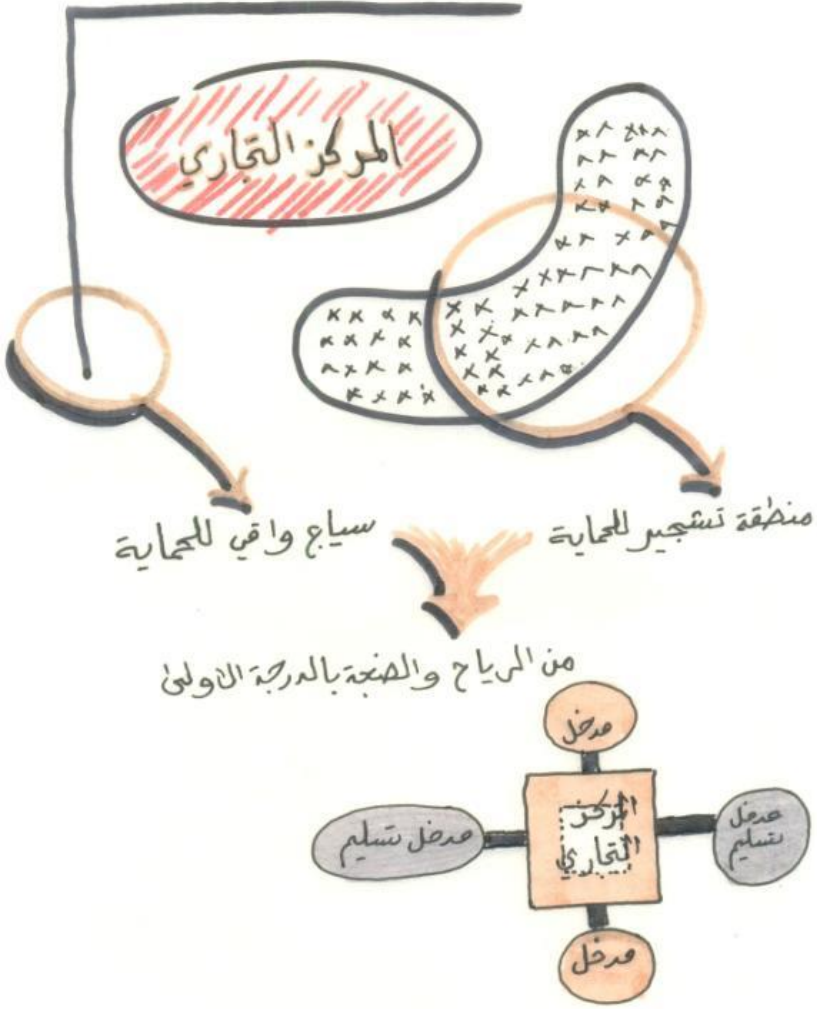 المركز التجاري
منطقة تشجير للحماية
سياج واقي للحماية
من الرياح والضجة بالدرجة الاولى
مدخل
المركز
التجاري
مدخل
تسليم
مدخل تسليم
مدخل